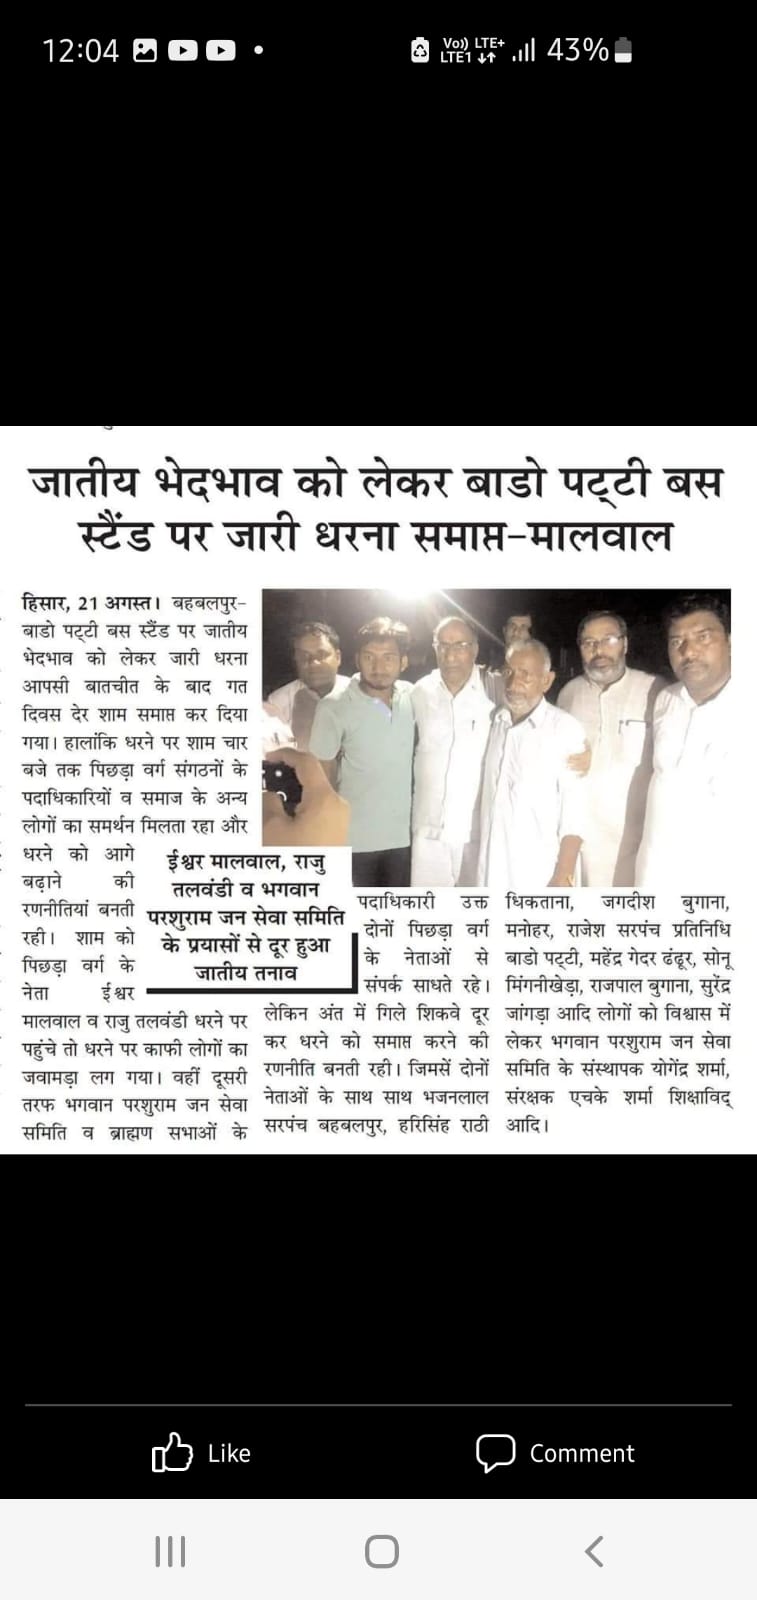 12:04
Vo)) LTE+
LTE1
43%
जातीय भेदभाव को लेकर बाडो पट्टी बस
स्टैंड पर जारी धरना समाप्त-मालवाल
हिसार, 21 अगस्त। बहबलपुर-
बाडो पट्टी बस स्टैंड पर जातीय
भेदभाव को लेकर जारी धरना
आपसी बातचीत के बाद गत
दिवस देर शाम समाप्त कर दिया
गया। हालांकि धरने पर शाम चार
बजे तक पिछड़ा वर्ग संगठनों के
पदाधिकारियों व समाज के अन्य
लोगों का समर्थन मिलता रहा और
धरने को आगे
बढ़ाने की
रणनीतियां बनती
रही। शाम को
पिछड़ा वर्ग के
नेता ईश्वर
मालवाल व राजु तलवंडी धरने पर
पहुंचे तो धरने पर काफी लोगों का
जवामड़ा लग गया। वहीं दूसरी
तरफ भगवान परशुराम जन सेवा
समिति व ब्राह्मण सभाओं के
ईश्वर मालवाल, राजु
तलवंडी व भगवान
परशुराम जन सेवा समिति
के प्रयासों से दूर हुआ
जातीय तनाव
पदाधिकारी उक्त
दोनों पिछड़ा वर्ग
के नेताओं से
संपर्क साधते रहे।
लेकिन अंत में गिले शिकवे दूर
कर धरने को समाप्त करने की
रणनीति बनती रही। जिमसें दोनों
नेताओं के साथ साथ भजनलाल
सरपंच बहबलपुर, हरिसिंह राठी
धिकताना, जगदीश बुगाना,
मनोहर, राजेश सरपंच प्रतिनिधि
बाडो पट्टी, महेंद्र गेदर ढंढूर, सोनू
मिंगनीखेड़ा, राजपाल बुगाना, सुरेंद्र
जांगड़ा आदि लोगों को विश्वास में
लेकर भगवान परशुराम जन सेवा
समिति के संस्थापक योगेंद्र शर्मा,
संरक्षक एचके शर्मा शिक्षाविद्
आदि।
Like
Comment